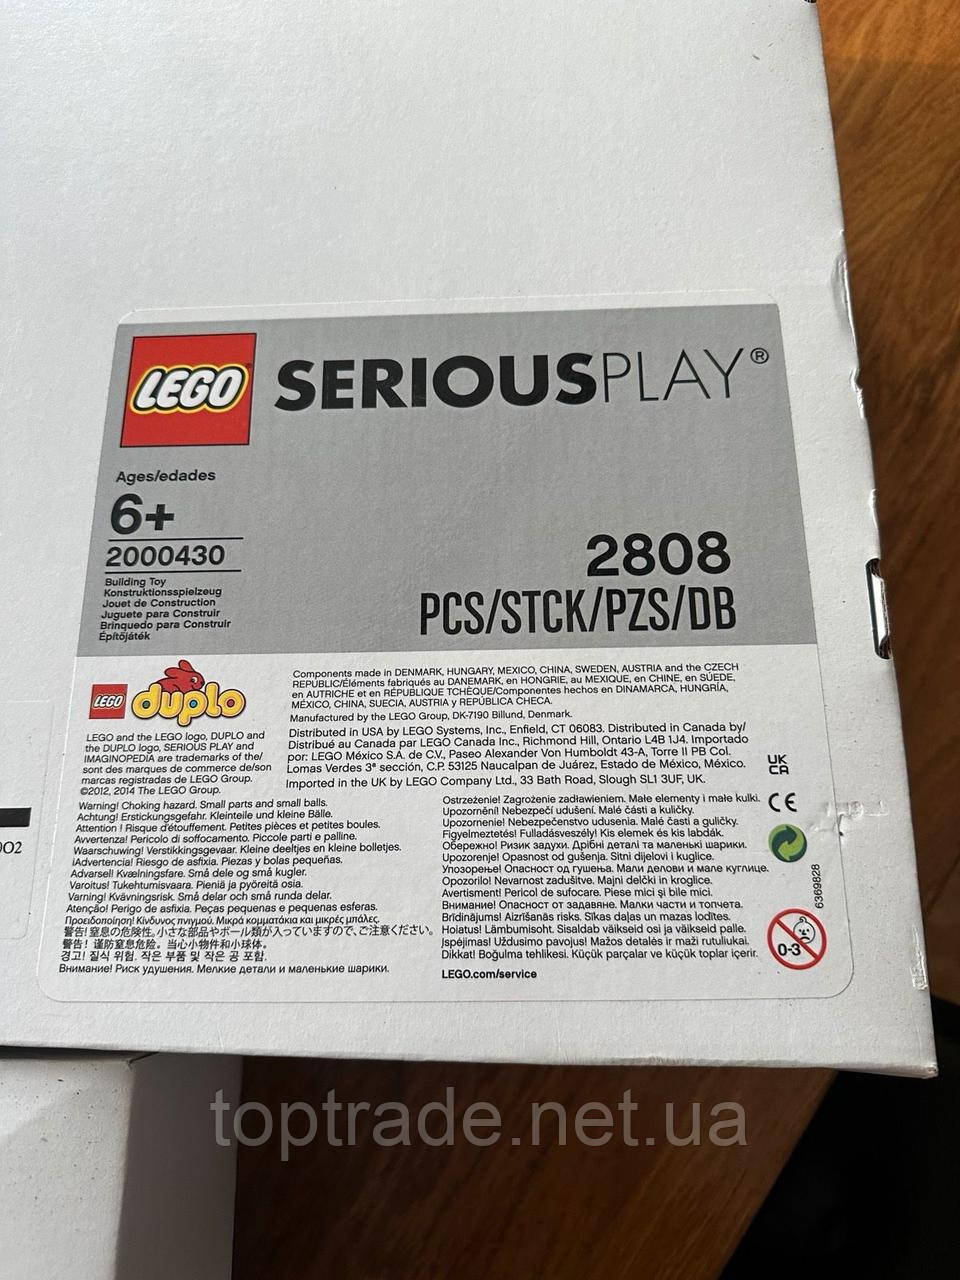 LEGO
SERIOUSPLAY®
Ages/edades
6+
2000430
Building Toy
Konstruktionsspielzeug
Jouet de Construction
Juguete para Construir
Brinquedo para Construir
Építőjáték
2808
PCS/STCK/PZS/DB
LEGO duplo
LEGO and the LEGO logo, DUPLO and
the DUPLO logo, SERIOUS PLAY and
IMAGINOPEDIA are trademarks of the/
sont des marques de commerce de/son
marcas registradas de LEGO Group.
©2012, 2014 The LEGO Group.
Components made in DENMARK, HUNGARY, MEXICO, CHINA, SWEDEN, AUSTRIA and the CZECH
REPUBLIC/Éléments fabriqués au DANEMARK, en HONGRIE, au MEXIQUE, en CHINE, en SUÈDE,
en AUTRICHE et en RÉPUBLIQUE TCHÈQUE/Componentes hechos en DINAMARCA, HUNGRÍA,
MÉXICO, CHINA, SUECIA, AUSTRIA y REPÚBLICA CHECA.
Manufactured by the LEGO Group, DK-7190 Billund, Denmark.
Distributed in USA by LEGO Systems, Inc., Enfield, CT 06083. Distributed in Canada by/
Distribué au Canada par LEGO Canada Inc., Richmond Hill, Ontario L4B 1J4. Importado
por: LEGO México S.A. de C.V., Paseo Alexander Von Humboldt 43-A, Torre II PB Col.
Lomas Verdes 3ª sección, C.P. 53125 Naucalpan de Juárez, Estado de México, México.
Imported in the UK by LEGO Company Ltd., 33 Bath Road, Slough SL1 3UF, UK.
UK
CA
CE
Warning! Choking hazard. Small parts and small balls.
Achtung! Erstickungsgefahr. Kleinteile und kleine Bälle.
Attention ! Risque d'étouffement. Petites pièces et petites boules.
Avvertenza! Pericolo di soffocamento. Piccole parti e palline.
Waarschuwing! Verstikkingsgevaar. Kleine deeltjes en kleine bolletjes.
¡Advertencia! Riesgo de asfixia. Piezas y bolas pequeñas.
Advarsel! Kvælningsfare. Små dele og små kugler.
Varoitus! Tukehtumisvaara. Pieniä ja pyöreitä osia.
Varning! Kvävningsrisk. Små delar och små runda delar.
Atenção! Perigo de asfixia. Peças pequenas e pequenas esferas.
Προειδοποίηση! Κίνδυνος πνιγμού. Μικρά κομματάκια και μικρές μπάλες.
警告! 窒息の危険性。小さな部品やボール類が入っていますので、ご注意ください。
警告! 谨防窒息危险。当心小物件和小球体。
경고! 질식 위험. 작은 부품 및 작은 공 포함.
Внимание! Риск удушения. Мелкие детали и маленькие шарики.
Ostrzeżenie! Zagrożenie zadławieniem. Małe elementy i małe kulki.
Upozornění! Nebezpečí udušení. Malé části a kuličky.
Upozornenie! Nebezpečenstvo udusenia. Malé časti a guličky.
Figyelmeztetés! Fulladásveszély! Kis elemek és kis labdák.
Обережно! Ризик задухи. Дрібні деталі та маленькі шарики.
Upozorenje! Opasnost od gušenja. Sitni dijelovi i kuglice.
Упозорење! Опасност од гушења. Мали делови и мале куглице.
Opozorilo! Nevarnost zadušitve. Majni delčki in kroglice.
Avertisment! Pericol de sufocare. Piese mici și bile mici.
Внимание! Опасност от задавяне. Малки части и топчета.
Brīdinājums! Aizrīšanās risks. Sīkas daļas un mazas lodītes.
Hoiatus! Lämbumisoht. Sisaldab väikseid osi ja väikseid palle.
Įspėjimas! Uždusimo pavojus! Mažos detalės ir maži rutuliukai.
Dikkat! Boğulma tehlikesi. Küçük parçalar ve küçük toplar içerir.
LEGO.com/service
6369828
0-3
toptrade.net.ua